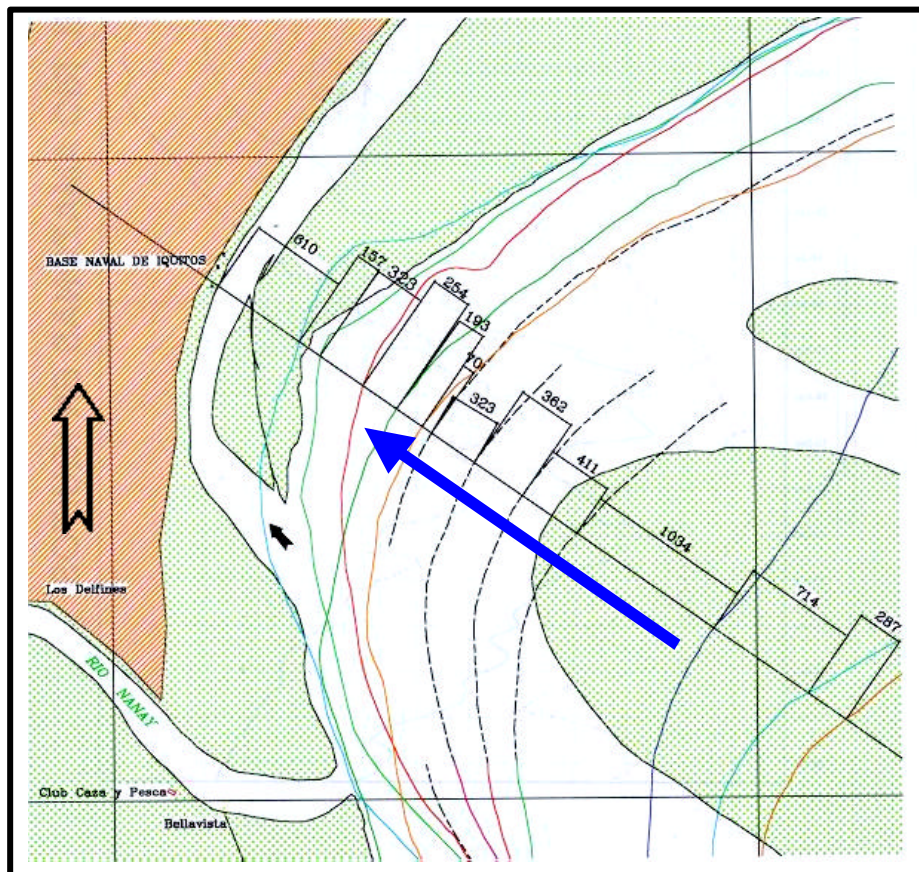 610
157
323
254
BASE NAVAL DE IQUITOS
193
70
323
362
411
1034
714
287
Los Delfines
RIO NANAY
Club Caza y Pesca
Bellavista